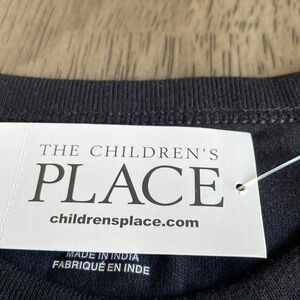 THE CHILDREN'S
PLACE
childrensplace.com
MADE IN INDIA
FABRIQUÉ EN INDE